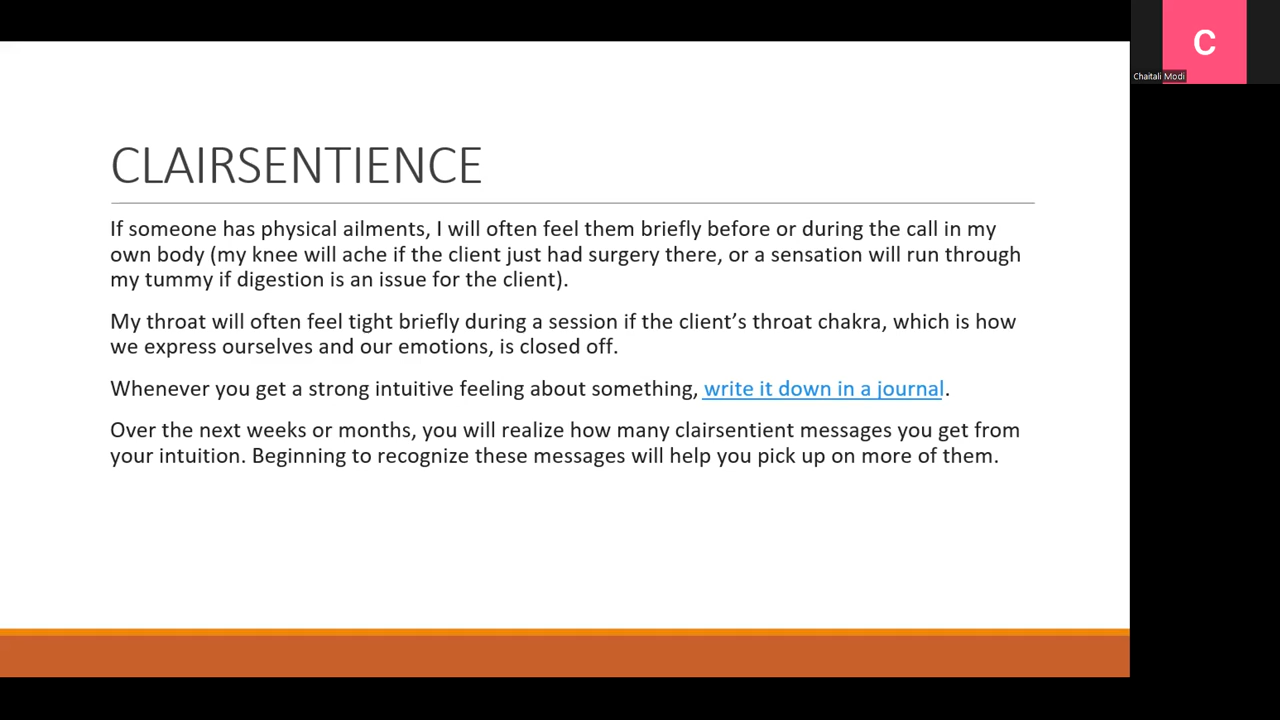 C
Chaitali Modi
CLAIRSENTIENCE
If someone has physical ailments, I will often feel them briefly before or during the call in my
own body (my knee will ache if the client just had surgery there, or a sensation will run through
my tummy if digestion is an issue for the client).
My throat will often feel tight briefly during a session if the client’s throat chakra, which is how
we express ourselves and our emotions, is closed off.
Whenever you get a strong intuitive feeling about something, write it down in a journal.
Over the next weeks or months, you will realize how many clairsentient messages you get from
your intuition. Beginning to recognize these messages will help you pick up on more of them.